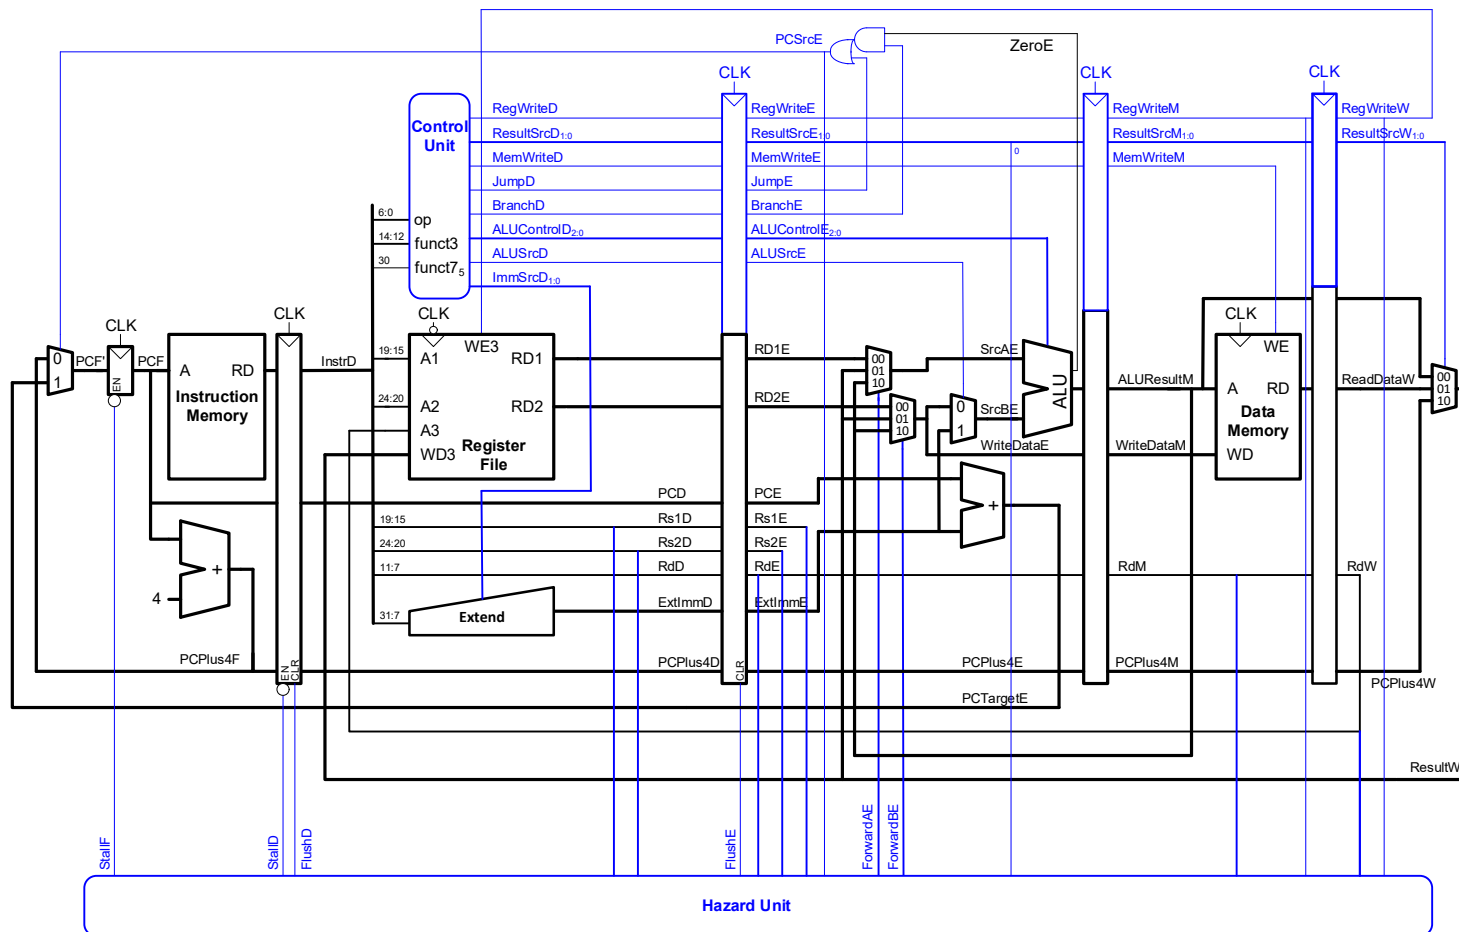 PCSrcE
ZeroE
CLK
CLK
CLK
Control
Unit
RegWriteD
RegWriteE
RegWriteM
RegWriteW
ResultSrcD1:0
ResultSrcE1:0
0
ResultSrcM1:0
ResultSrcW1:0
MemWriteD
MemWriteE
MemWriteM
JumpD
JumpE
BranchD
BranchE
6:0
op
ALUControlD2:0
ALUControlE2:0
14:12
funct3
ALUSrcD
ALUSrcE
30
funct75
ImmSrcD1:0
CLK
CLK
CLK
CLK
0
1
PCF'
EN
PCF
A
RD
Instruction
Memory
InstrD
19:15
A1
WE3
RD1
RD1E
00
01
10
SrcAE
ALU
ALUResultM
WE
A
RD
Data
Memory
WD
ReadDataW
00
01
10
24:20
A2
RD2
RD2E
00
01
10
0
1
SrcBE
A3
WD3
Register
File
WriteDataE
WriteDataM
PCD
PCE
+
19:15
Rs1D
Rs1E
24:20
Rs2D
Rs2E
11:7
RdD
RdE
RdM
RdW
+
4
31:7
Extend
ExtImmD
ExtImmE
PCPlus4F
EN
CLR
PCPlus4D
CLR
PCPlus4E
PCPlus4M
PCPlus4W
PCTargetE
ResultW
StallF
StallD
FlushD
FlushE
ForwardAE
ForwardBE
Hazard Unit